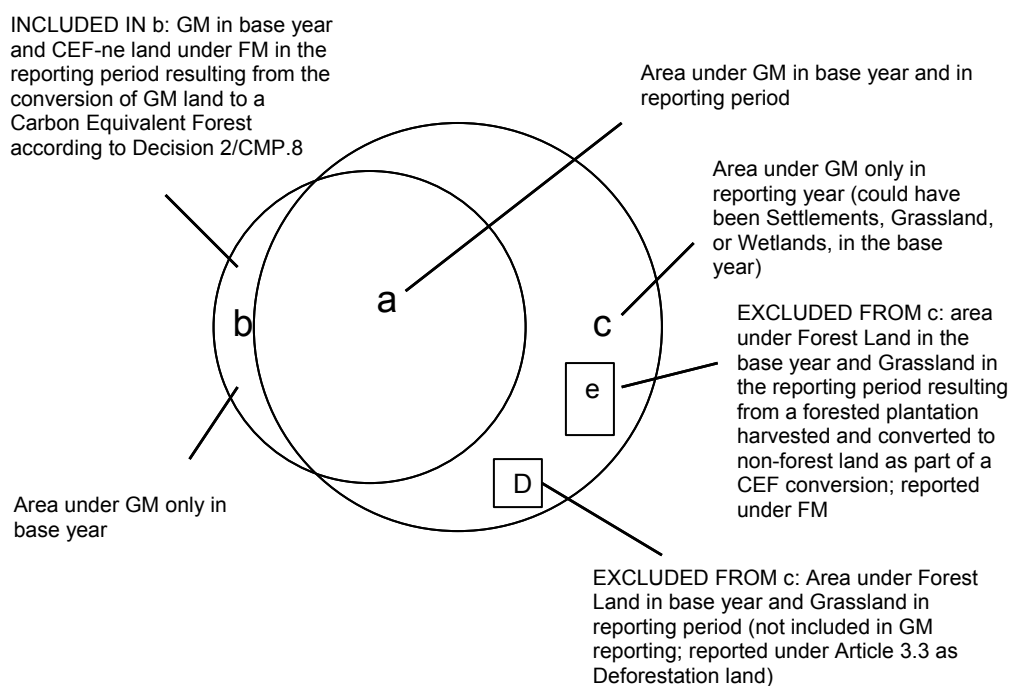 INCLUDED IN b: GM in base year
and CEF-ne land under FM in the
reporting period resulting from the
conversion of GM land to a
Carbon Equivalent Forest
according to Decision 2/CMP.8
Area under GM in base year and in
reporting period
Area under GM only in
reporting year (could have
been Settlements, Grassland,
or Wetlands, in the base
year)
a
b
c
EXCLUDED FROM c: area
under Forest Land in the
base year and Grassland in
the reporting period resulting
from a forested plantation
harvested and converted to
non-forest land as part of a
CEF conversion; reported
under FM
e
D
Area under GM only in
base year
EXCLUDED FROM c: Area under Forest
Land in base year and Grassland in
reporting period (not included in GM
reporting; reported under Article 3.3 as
Deforestation land)